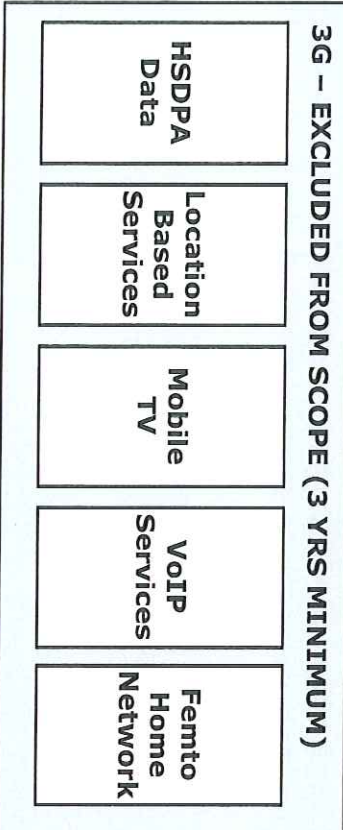 3G – EXCLUDED FROM SCOPE (3 YRS MINIMUM)
HSDPA
Data
Location
Based
Services
Mobile
TV
VoIP
Services
Femto
Home
Network